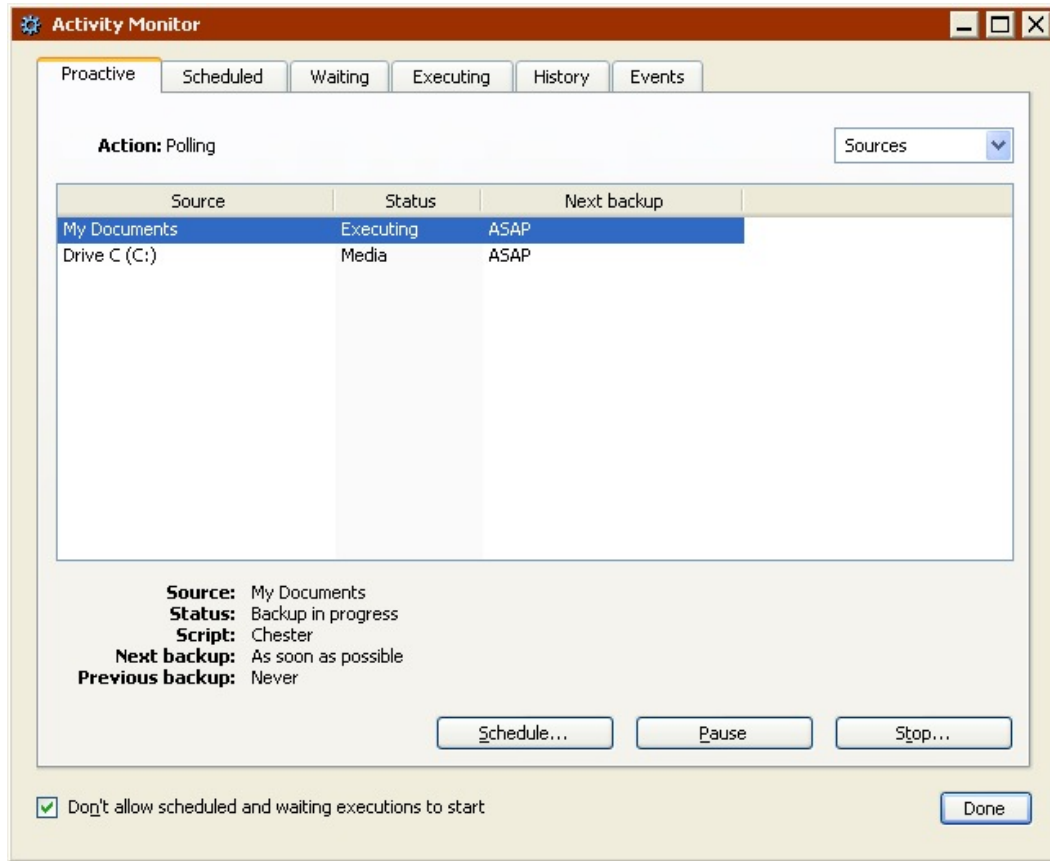 Activity Monitor
Proactive Scheduled Waiting Executing History Events
Action: Polling Sources
Source Status Next backup
My Documents Executing ASAP
Drive C (C:) Media ASAP
Source: My Documents
Status: Backup in progress
Script: Chester
Next backup: As soon as possible
Previous backup: Never
Schedule... Pause Stop...
Don't allow scheduled and waiting executions to start Done